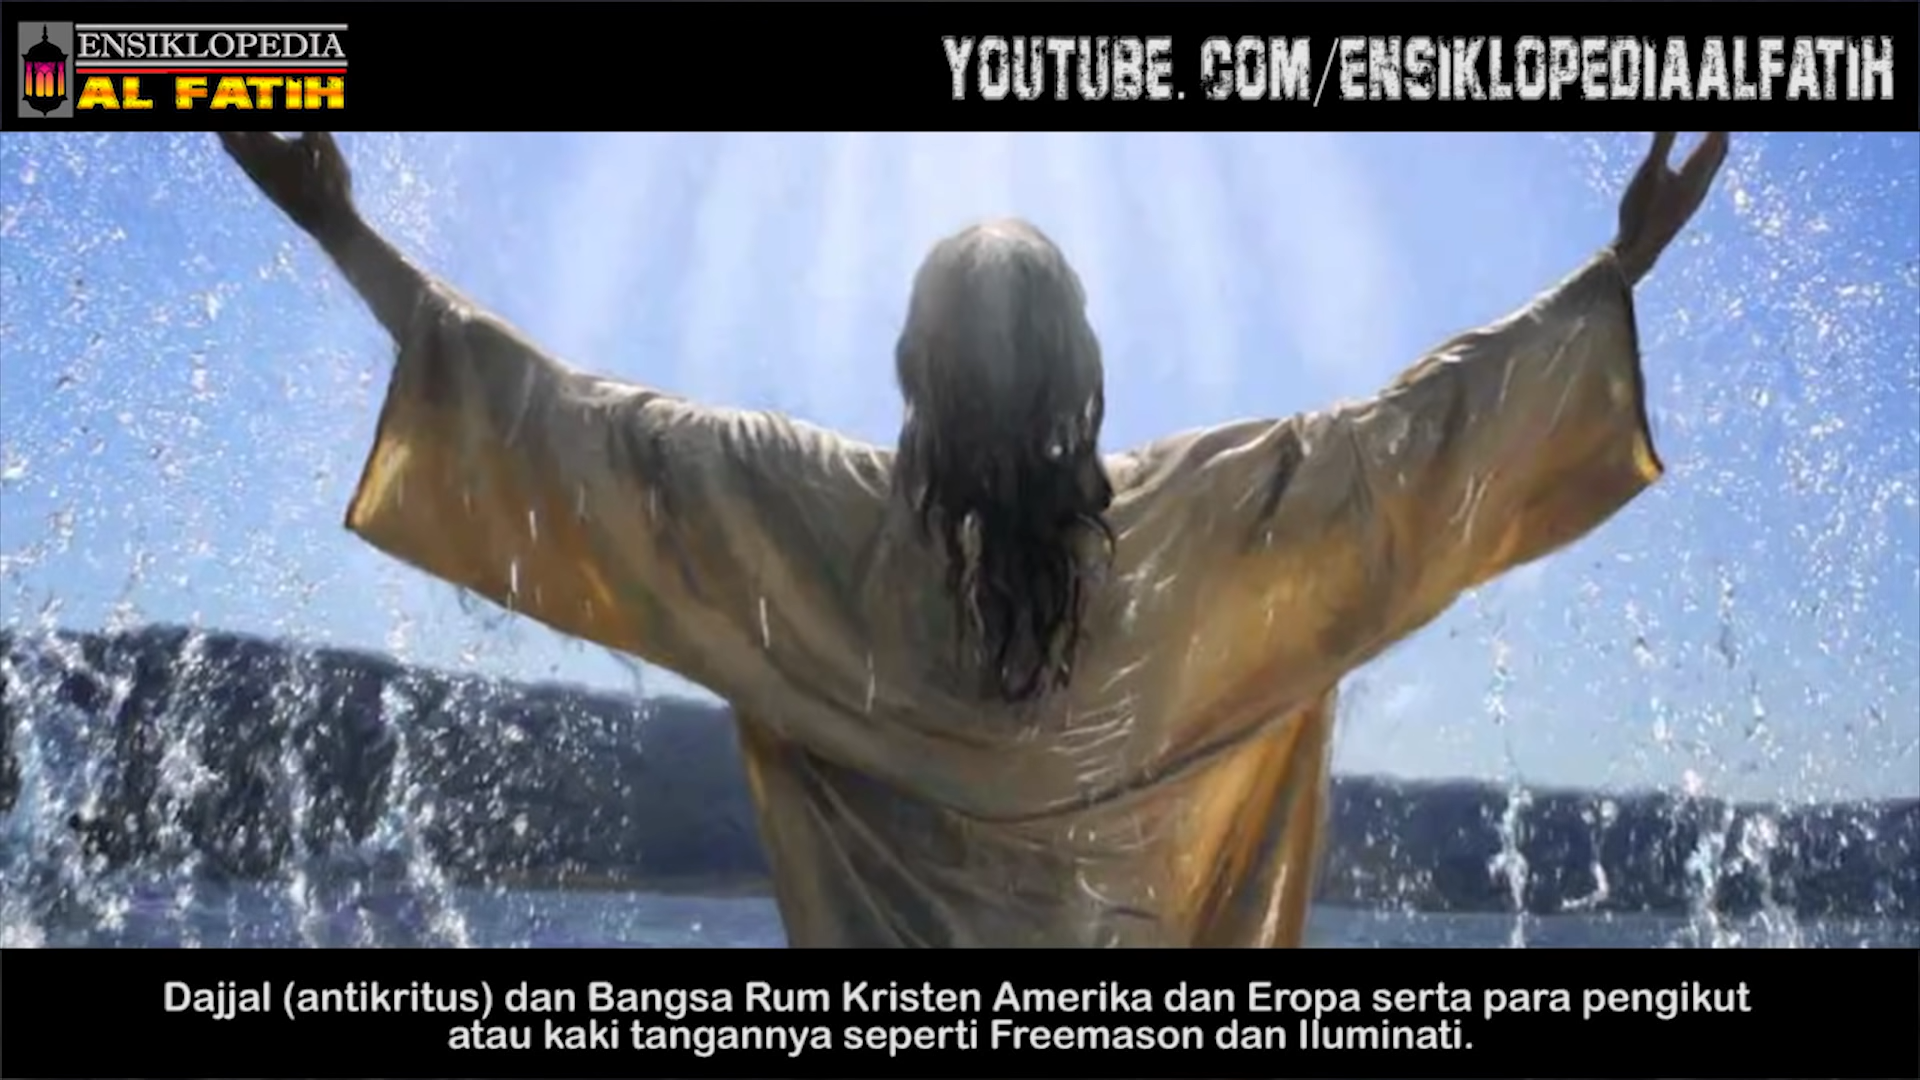 ENSIKLOPEDIA
AL FATIH
YOUTUBE. COM/ENSIKLOPEDIAALFATIH
Dajjal (antikritus) dan Bangsa Rum Kristen Amerika dan Eropa serta para pengikut
atau kaki tangannya seperti Freemason dan Iluminati.